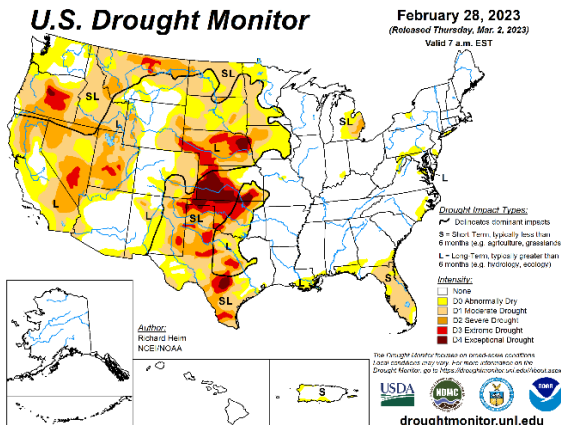 U.S. Drought Monitor
February 28, 2023
(Released Thursday, Mar. 2, 2023)
Valid 7 a.m. EST
SL
SL
SL
L
L
L
L
SL
L
L
SL
L
L
S
S
Drought Impact Types:
Delineates dominant impacts
S = Short-Term, typically less than
6 months (e.g. agriculture, grasslands
L = Long-Term, typically greater than
6 months (e.g. hydrology, ecology)
Intensity:
None
D0 Abnormally Dry
D1 Moderate Drought
D2 Severe Drought
D3 Extreme Drought
D4 Exceptional Drought
Author:
Richard Heim
NCEI/NOAA
The Drought Monitor focuses on broad-scale conditions.
Local conditions may vary. For more information on the
Drought Monitor, go to https://droughtmonitor.unl.edu/About.aspx
USDA
NDMC
NOAA
droughtmonitor.unl.edu